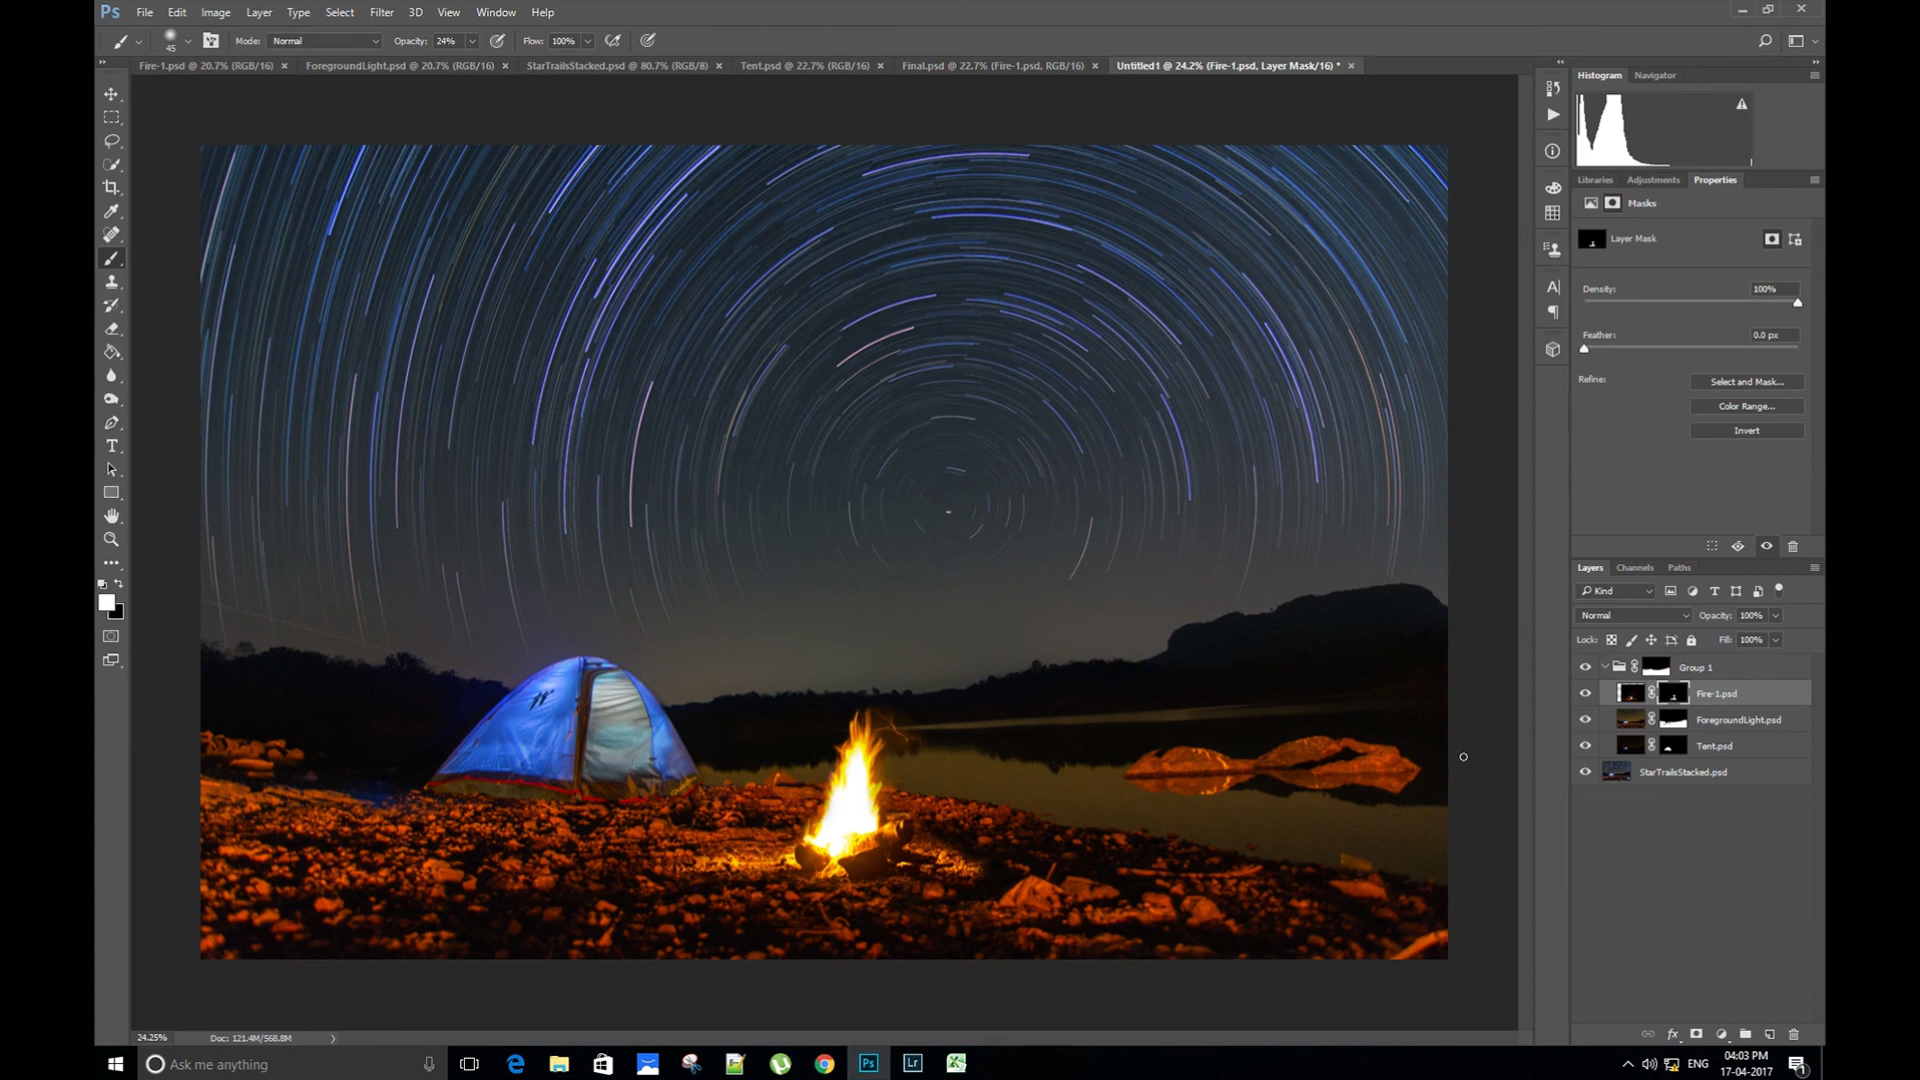 Ps File Edit Image Layer Type Select Filter 3D View Window Help
45 Mode: Normal Opacity: 24% Flow: 100%
Fire-1.psd @ 20.7% (RGB/16) × ForegroundLight.psd @ 20.7% (RGB/16) × StarTrailsStacked.psd @ 80.7% (RGB/8) × Tent.psd @ 22.7% (RGB/16) × Final.psd @ 22.7% (Fire-1.psd, RGB/16) × Untitled1 @ 24.2% (Fire-1.psd, Layer Mask/16) * ×
Histogram Navigator
Libraries Adjustments Properties
Masks
Layer Mask
Density: 100%
Feather: 0.0 px
Refine: Select and Mask...
Color Range...
Invert
Layers Channels Paths
Kind
Normal Opacity: 100%
Lock: Fill: 100%
Group 1
Fire-1.psd
ForegroundLight.psd
Tent.psd
StarTrailsStacked.psd
24.25% Doc: 121.4M/568.8M
Ask me anything
Ps Lr
ENG
04:03 PM
17-04-2017
1